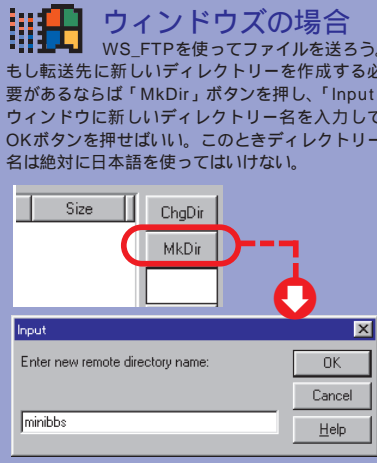 ウィンドウズの場合
WS_FTPを使ってファイルを送ろう。
もし転送先に新しいディレクトリーを作成する必
要があるならば「MkDir」ボタンを押し、「Input
ウィンドウに新しいディレクトリー名を入力して
OKボタンを押せばいい。このときディレクトリー
名は絶対に日本語を使ってはいけない。
Size
ChgDir
MkDir
Input
Enter new remote directory name:
OK
Cancel
minibbs
Help